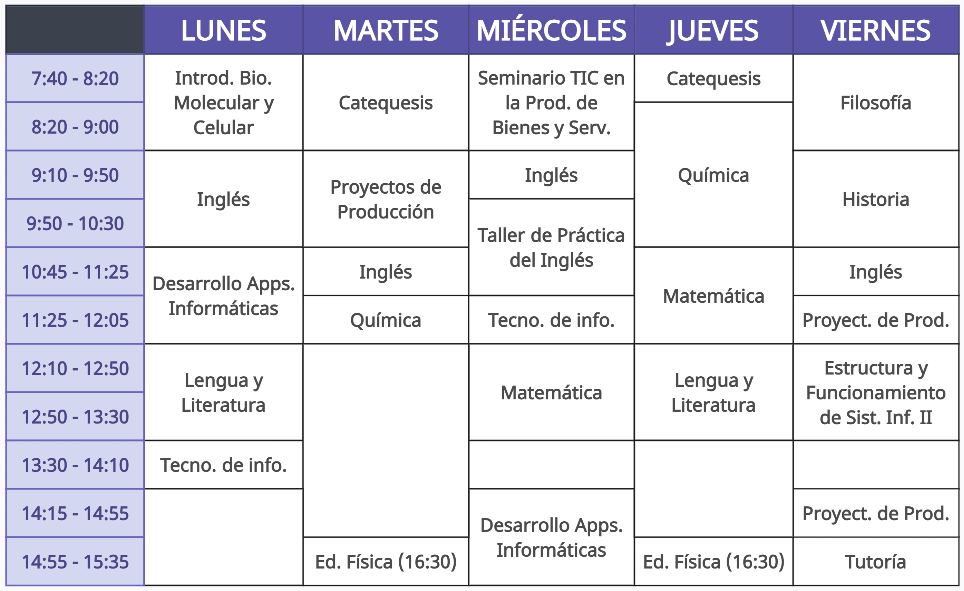 LUNES MARTES MIÉRCOLES JUEVES VIERNES
7:40 - 8:20
8:20 - 9:00
Introd. Bio.
Molecular y
Celular
Catequesis
Seminario TIC en
la Prod. de
Bienes y Serv.
Catequesis
Filosofía
9:10 - 9:50
9:50 - 10:30
Inglés
Proyectos de
Producción
Inglés
Taller de Práctica
del Inglés
Química
Historia
10:45 - 11:25
11:25 - 12:05
Desarrollo Apps.
Informáticas
Inglés
Química
Tecno. de info.
Matemática
Inglés
Proyect. de Prod.
12:10 - 12:50
12:50 - 13:30
Lengua y
Literatura
Matemática
Lengua y
Literatura
Estructura y
Funcionamiento
de Sist. Inf. II
13:30 - 14:10
Tecno. de info.
14:15 - 14:55
14:55 - 15:35
Ed. Física (16:30)
Desarrollo Apps.
Informáticas
Ed. Física (16:30)
Proyect. de Prod.
Tutoría